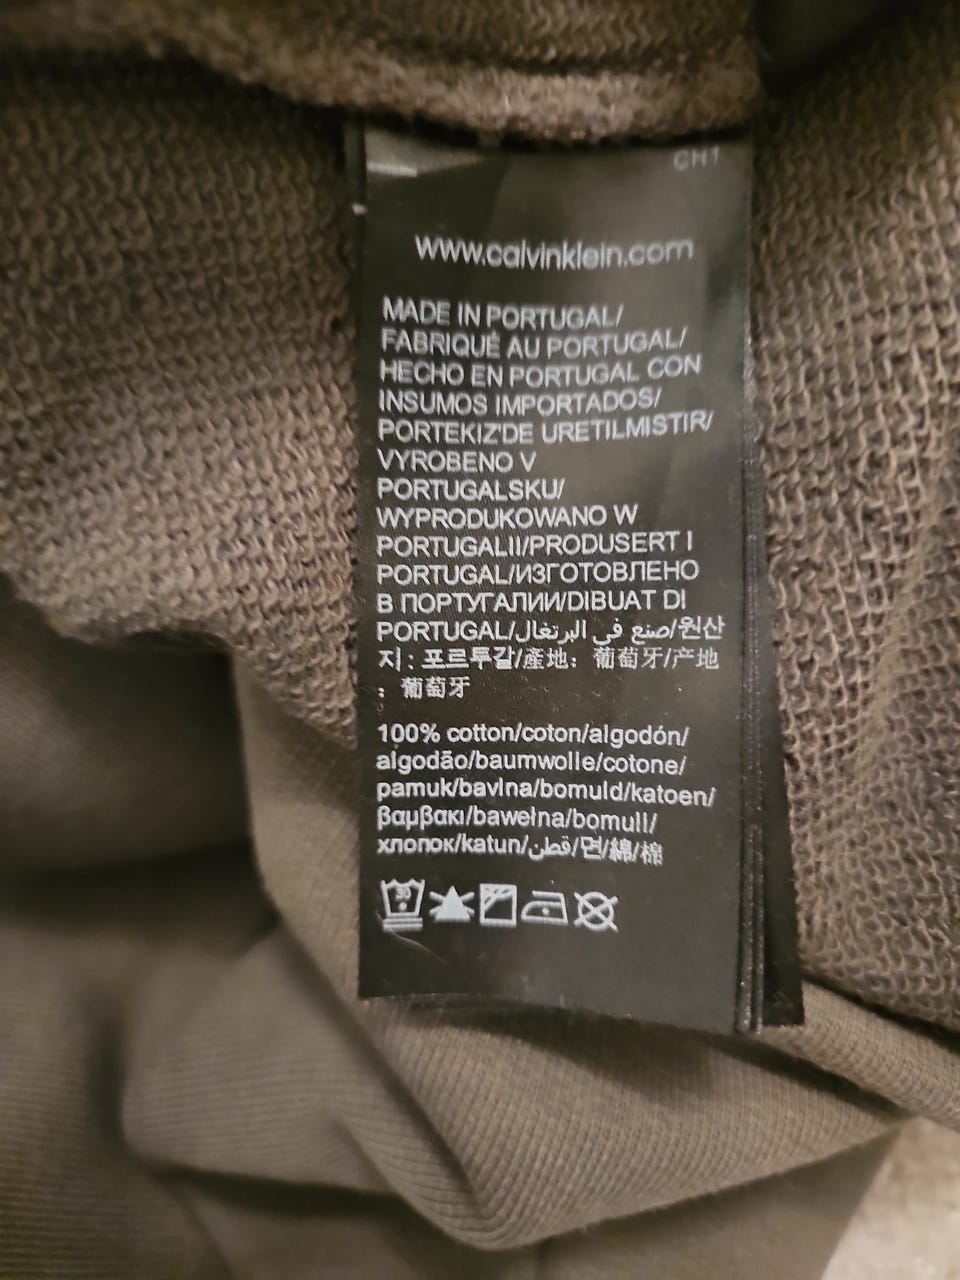 CH1
www.calvinklein.com
MADE IN PORTUGAL/
FABRIQUÉ AU PORTUGAL/
HECHO EN PORTUGAL CON
INSUMOS IMPORTADOS/
PORTEKIZ'DE URETILMISTIR/
VYROBENO V
PORTUGALSKU/
WYPRODUKOWANO W
PORTUGALII/PRODUSERT I
PORTUGAL/ИЗГОТОВЛЕНО
В ПОРТУГАЛИИ/DIBUAT DI
PORTUGAL/صنع في البرتغال/원산
지: 포르투갈/產地: 葡萄牙/产地
: 葡萄牙
100% cotton/coton/algodón/
algodão/baumwolle/cotone/
pamuk/bavlna/bomuld/katoen/
βαμβακι/bawełna/bomull/
хлопок/katun/قطن/면/綿/棉
30